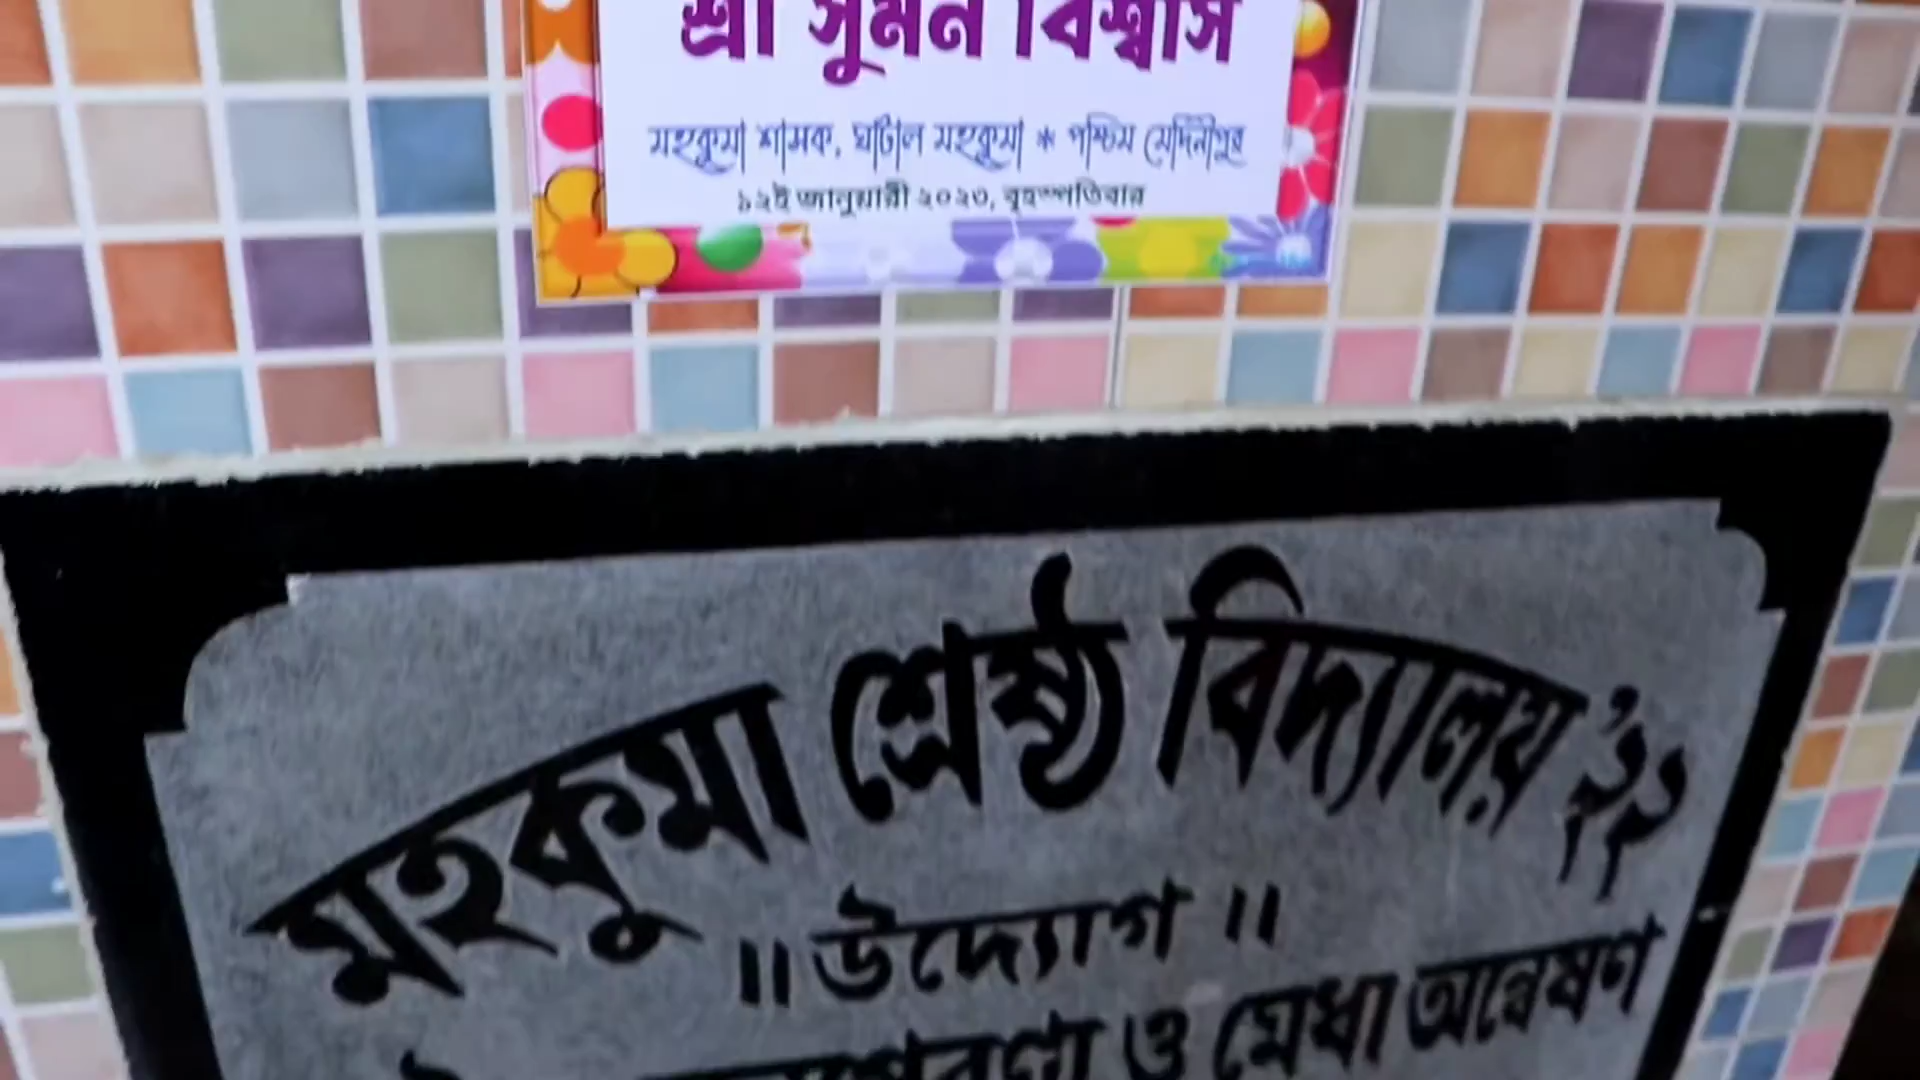 শ্রী সুমন বিশ্বাস
মহকুমা শাসক, ঘাটাল মহকুমা * পশ্চিম মেদিনীপুর
১২ই জানুয়ারী ২০২৩, বৃহস্পতিবার
মহকুমা শ্রেষ্ঠ বিদ্যালয় '২২
॥ উদ্যোগ ॥
ও মেধা অন্বেষণ